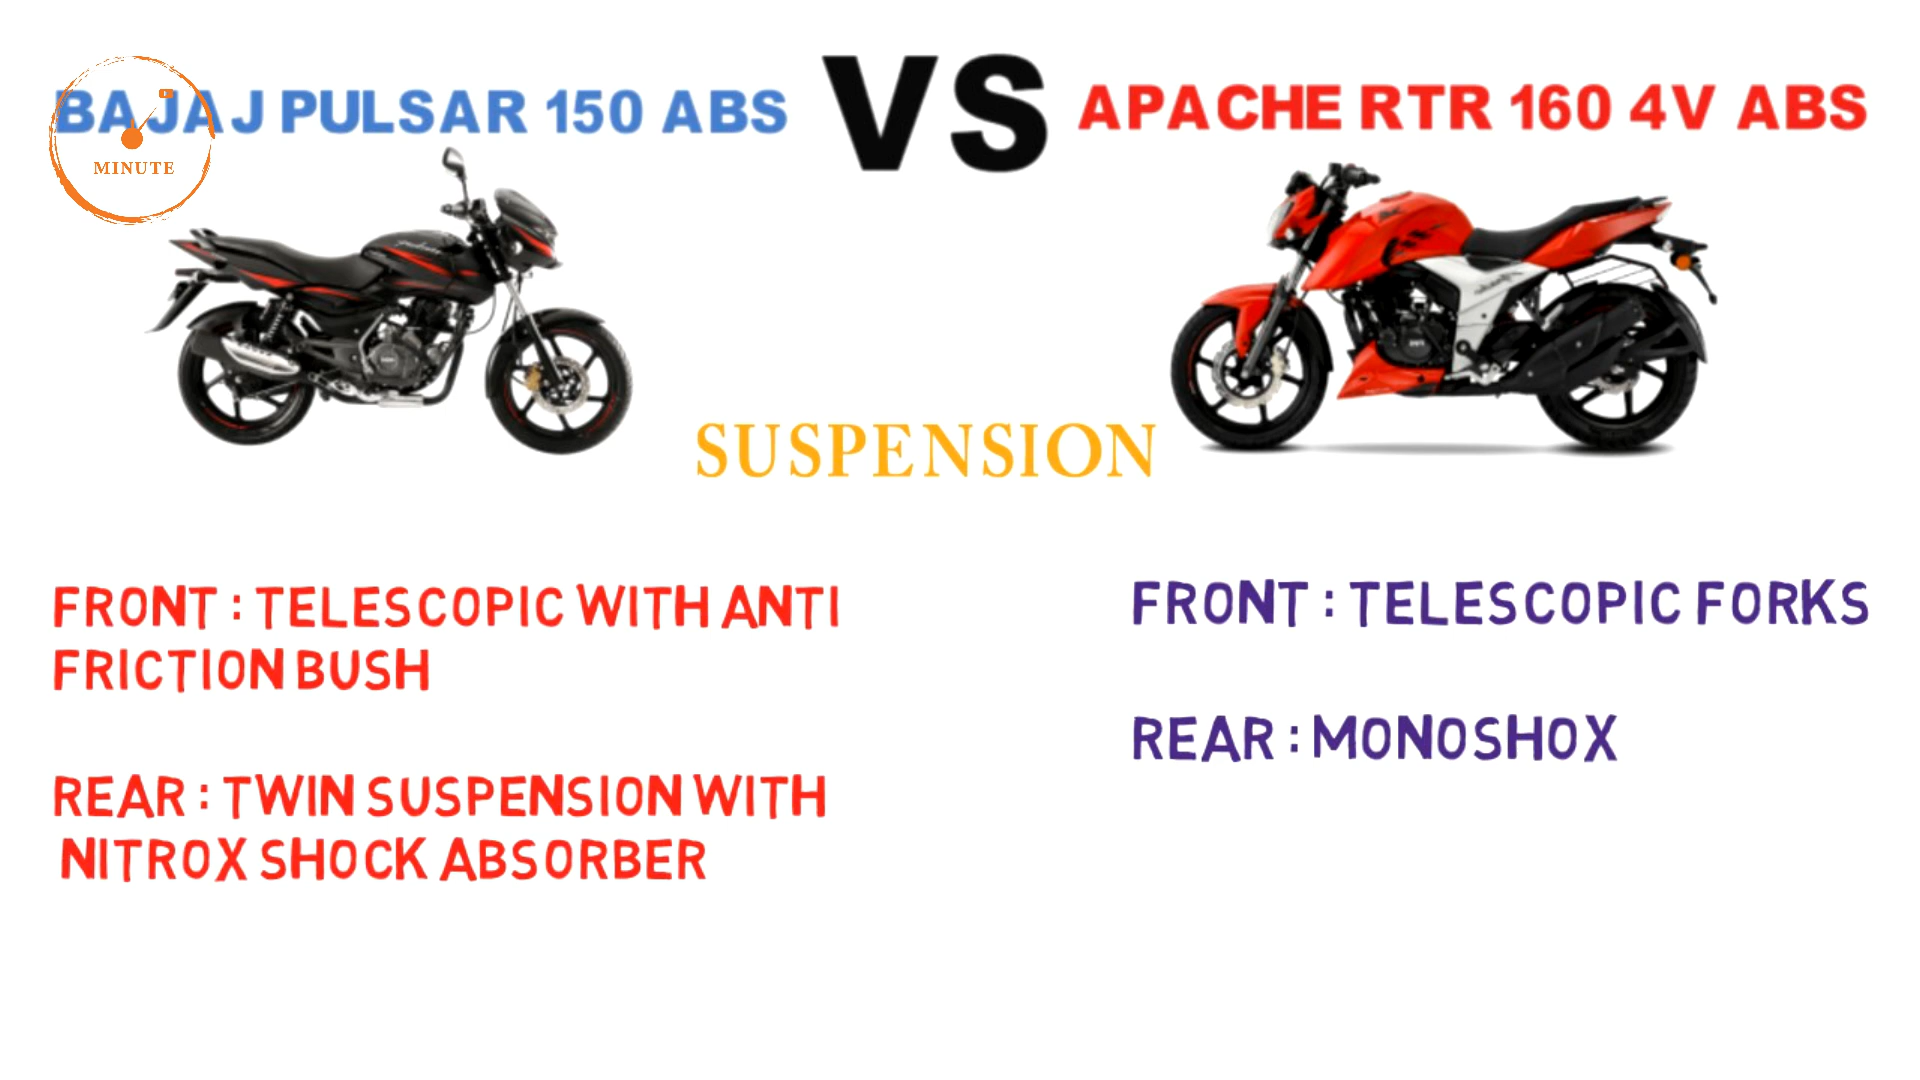 BAJAJ PULSAR 150 ABS VS APACHE RTR 160 4V ABS
MINUTE
SUSPENSION
FRONT : TELESCOPIC WITH ANTI
FRICTION BUSH
REAR : TWIN SUSPENSION WITH
NITROX SHOCK ABSORBER
FRONT : TELESCOPIC FORKS
REAR : MONOSHOX